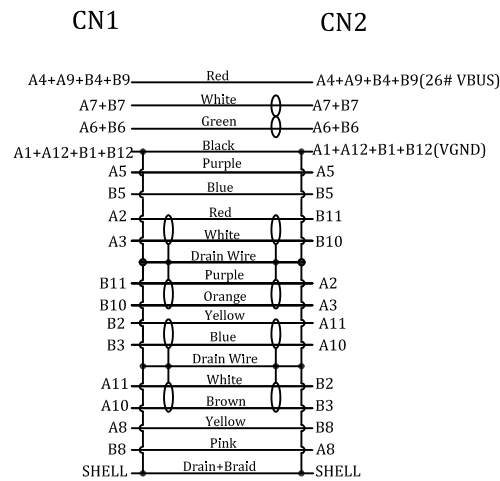 CN1 CN2
A4+A9+B4+B9 Red A4+A9+B4+B9(26# VBUS)
A7+B7 White A7+B7
A6+B6 Green A6+B6
A1+A12+B1+B12 Black A1+A12+B1+B12(VGND)
A5 Purple A5
B5 Blue B5
A2 Red B11
A3 White B10
Drain Wire
B11 Purple A2
B10 Orange A3
B2 Yellow A11
B3 Blue A10
Drain Wire
A11 White B2
A10 Brown B3
A8 Yellow B8
B8 Pink A8
SHELL Drain+Braid SHELL